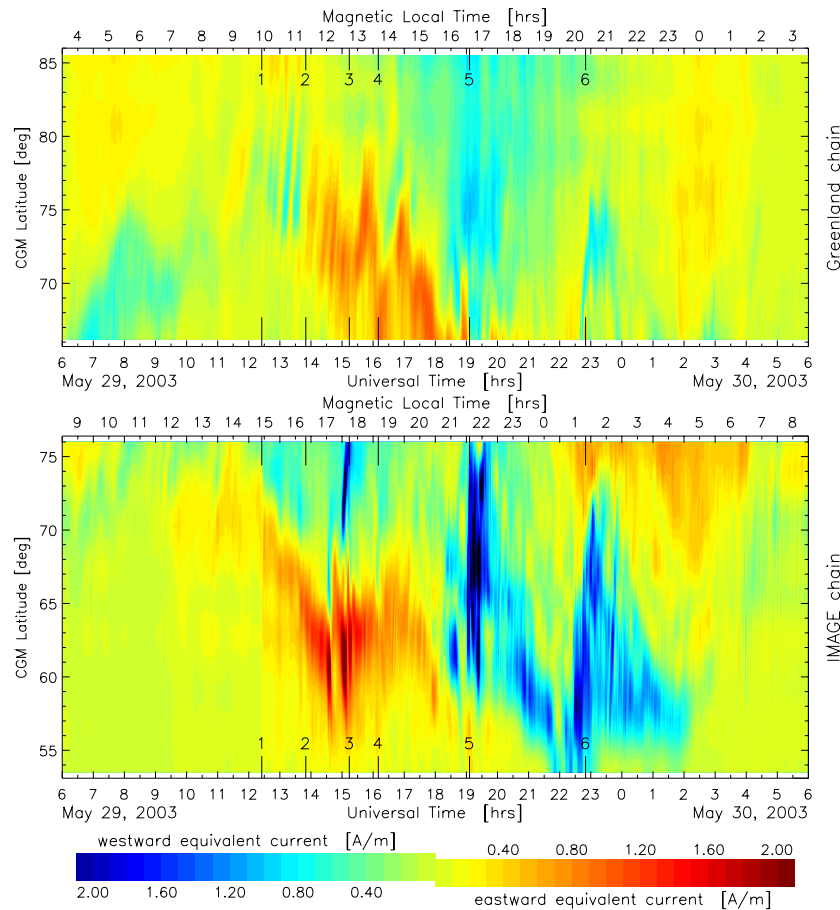 Magnetic Local Time [hrs]
4 5 6 7 8 9 10 11 12 13 14 15 16 17 18 19 20 21 22 23 0 1 2 3
85
80
75
70
CGM Latitude [deg]
Greenland chain
1 2 3 4 5 6
6 7 8 9 10 11 12 13 14 15 16 17 18 19 20 21 22 23 0 1 2 3 4 5 6
May 29, 2003 Universal Time [hrs] May 30, 2003
Magnetic Local Time [hrs]
9 10 11 12 13 14 15 16 17 18 19 20 21 22 23 0 1 2 3 4 5 6 7 8
75
70
65
60
55
CGM Latitude [deg]
IMAGE chain
1 2 3 4 5 6
6 7 8 9 10 11 12 13 14 15 16 17 18 19 20 21 22 23 0 1 2 3 4 5 6
May 29, 2003 Universal Time [hrs] May 30, 2003
westward equivalent current [A/m]
0.40 0.80 1.20 1.60 2.00
2.00 1.60 1.20 0.80 0.40
eastward equivalent current [A/m]